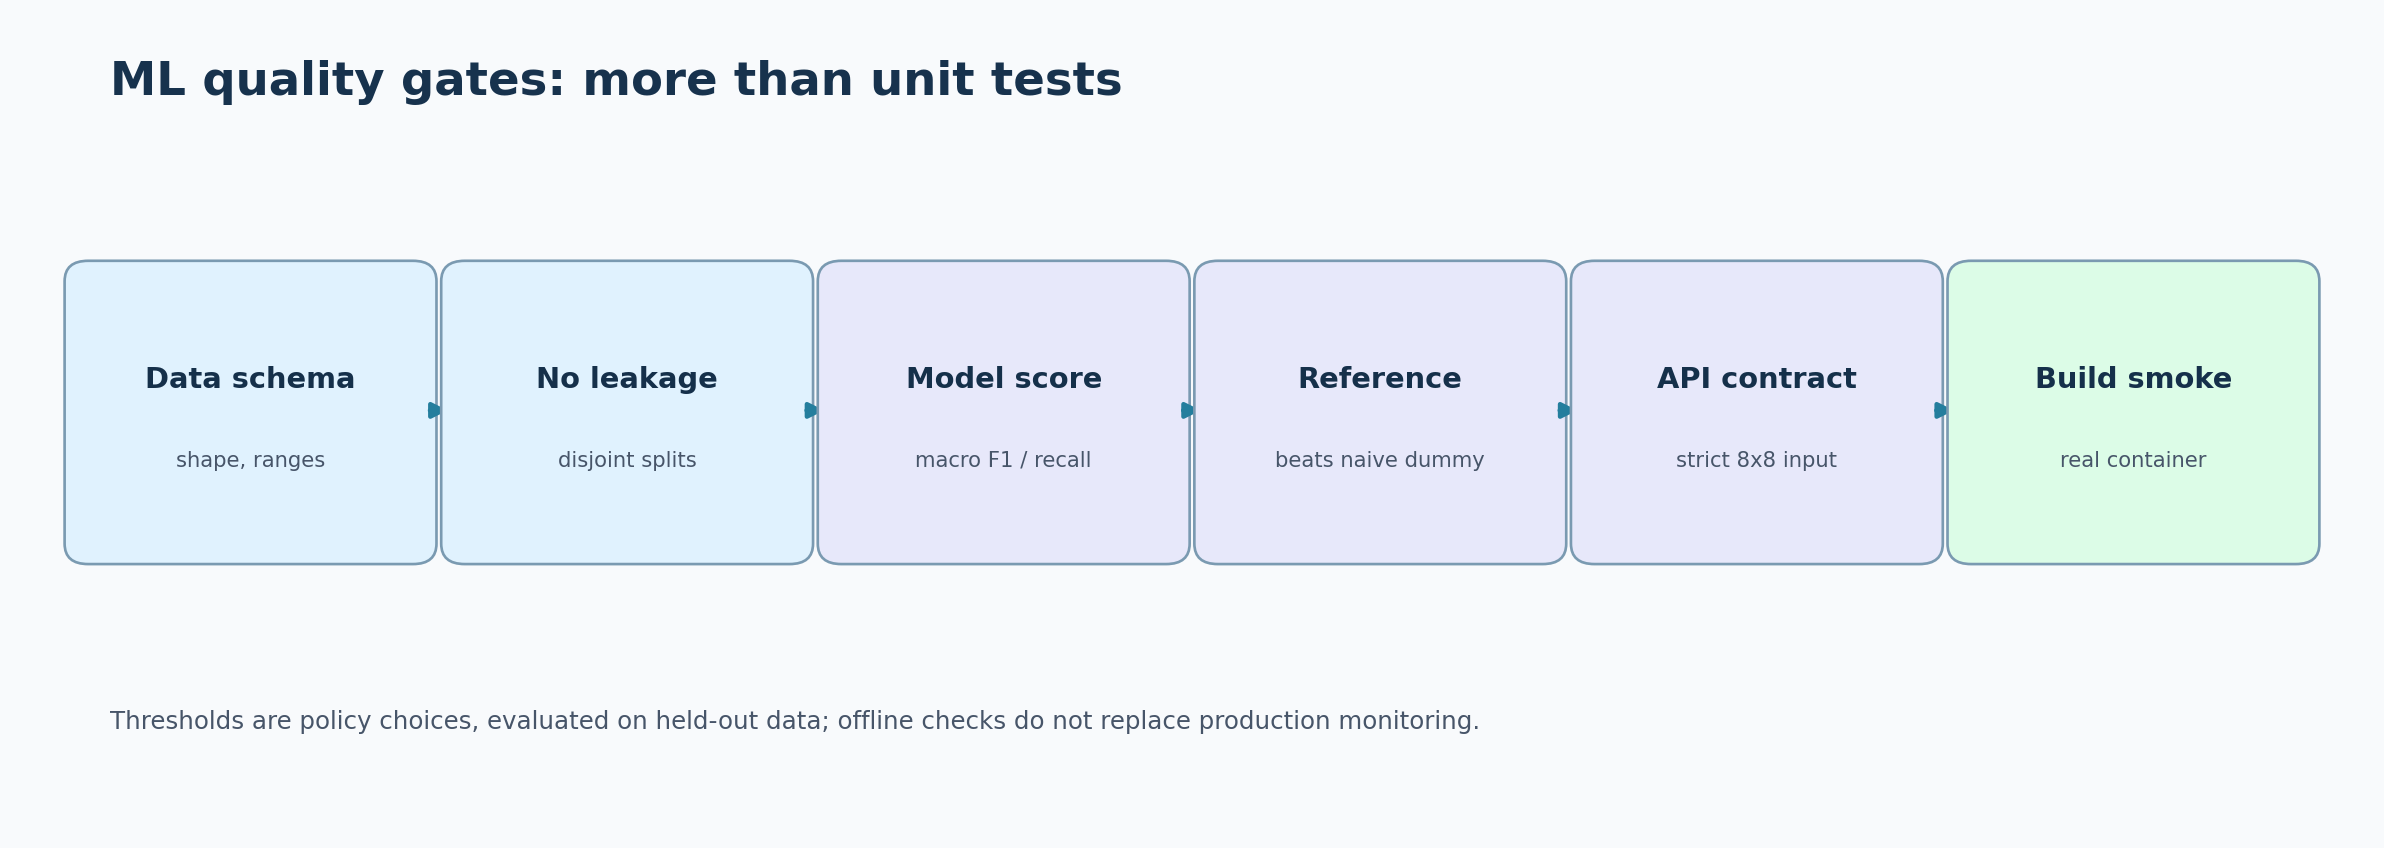 ML quality gates: more than unit tests
Data schema
shape, ranges
No leakage
disjoint splits
Model score
macro F1 / recall
Reference
beats naive dummy
API contract
strict 8x8 input
Build smoke
real container
Thresholds are policy choices, evaluated on held-out data; offline checks do not replace production monitoring.